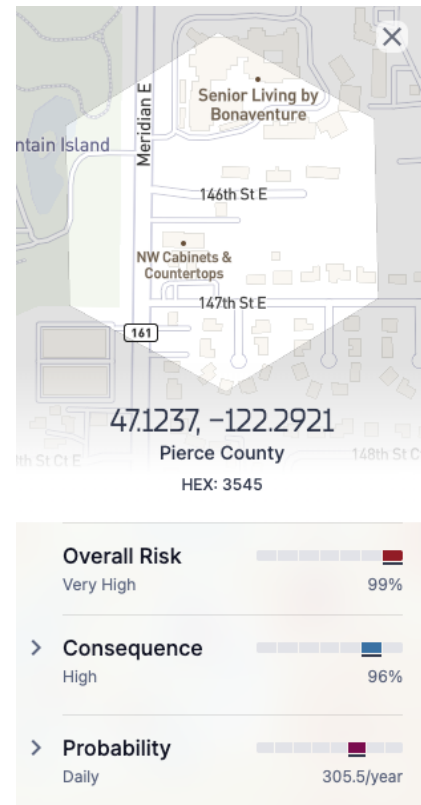 Senior Living by
Bonaventure
ntain Island
Meridian E
146th St E
NW Cabinets &
Countertops
147th St E
161
47.1237, −122.2921
th St Ct E
Pierce County
148th St C
HEX: 3545
Overall Risk
Very High
99%
Consequence
High
96%
Probability
Daily
305.5/year